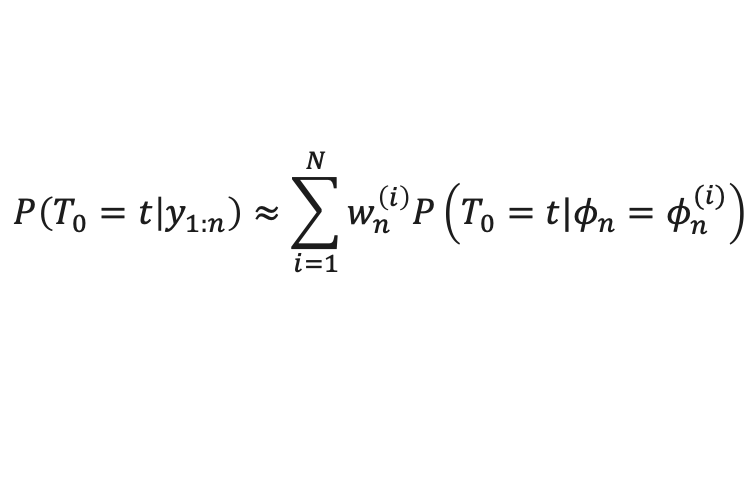 P(T₀ = t|y₁:ₙ) ≈ ∑ᵢ₌₁ᴺ wₙ⁽ⁱ⁾ P(T₀ = t|ϕₙ = ϕₙ⁽ⁱ⁾)